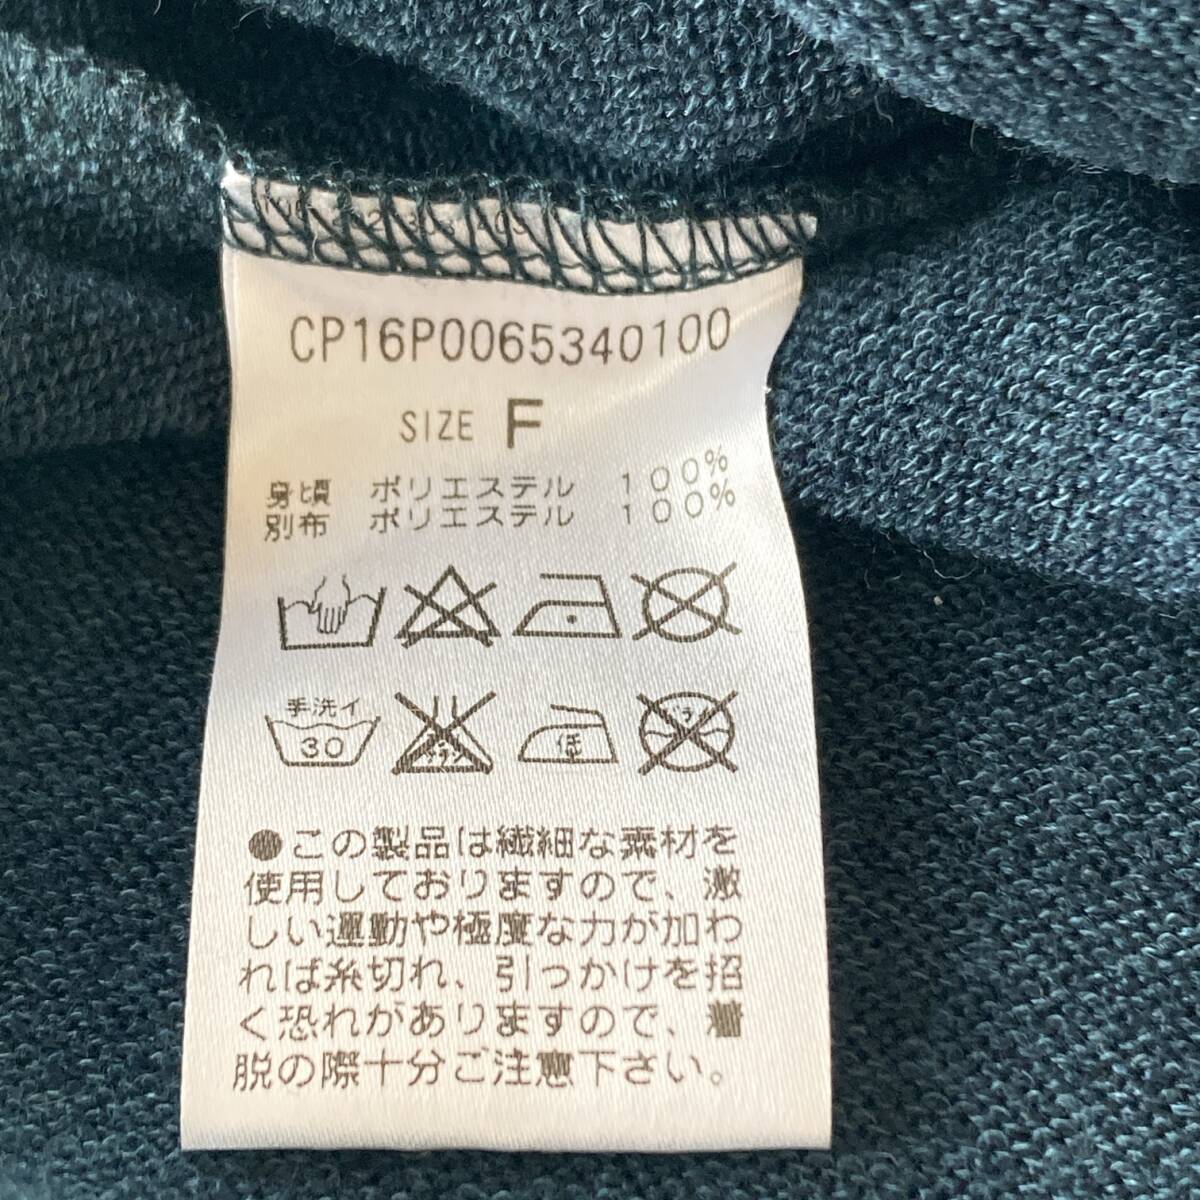 CP16P0065340100
SIZE F
身頃 ポリエステル 100%
別布 ポリエステル 100%
手洗イ
30
低
●この製品は繊細な素材を
使用しておりますので、激
しい運動や極度な力が加わ
れば糸切れ、引っかけを招
く恐れがありますので、着
脱の際十分ご注意下さい。